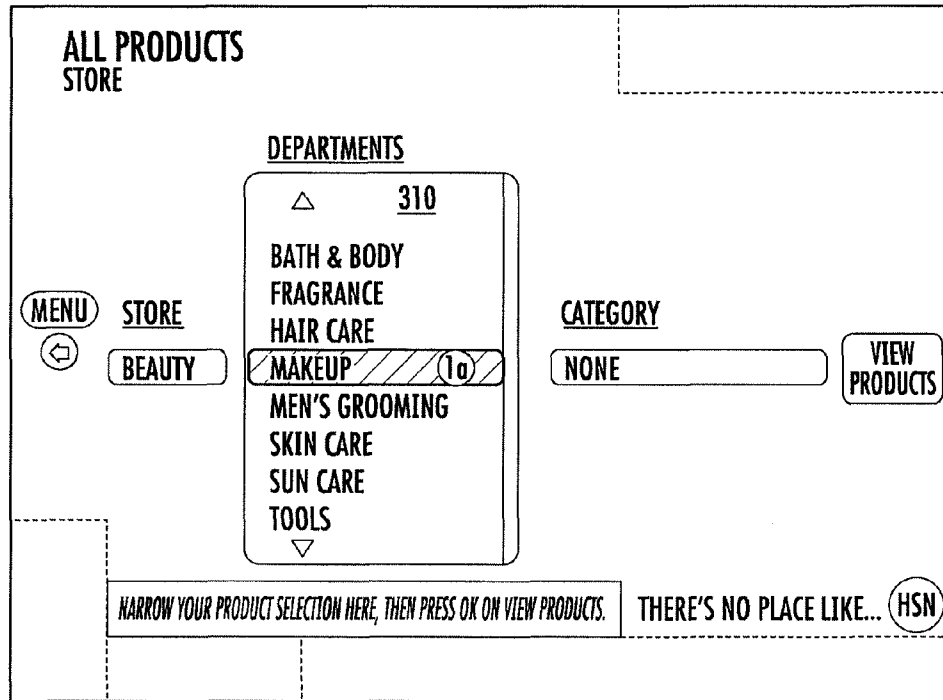 ALL PRODUCTS
STORE
DEPARTMENTS
310
BATH & BODY
FRAGRANCE
HAIR CARE
MAKEUP 1a
MEN'S GROOMING
SKIN CARE
SUN CARE
TOOLS
MENU
STORE
BEAUTY
CATEGORY
NONE
VIEW
PRODUCTS
NARROW YOUR PRODUCT SELECTION HERE, THEN PRESS OK ON VIEW PRODUCTS.
THERE'S NO PLACE LIKE... HSN